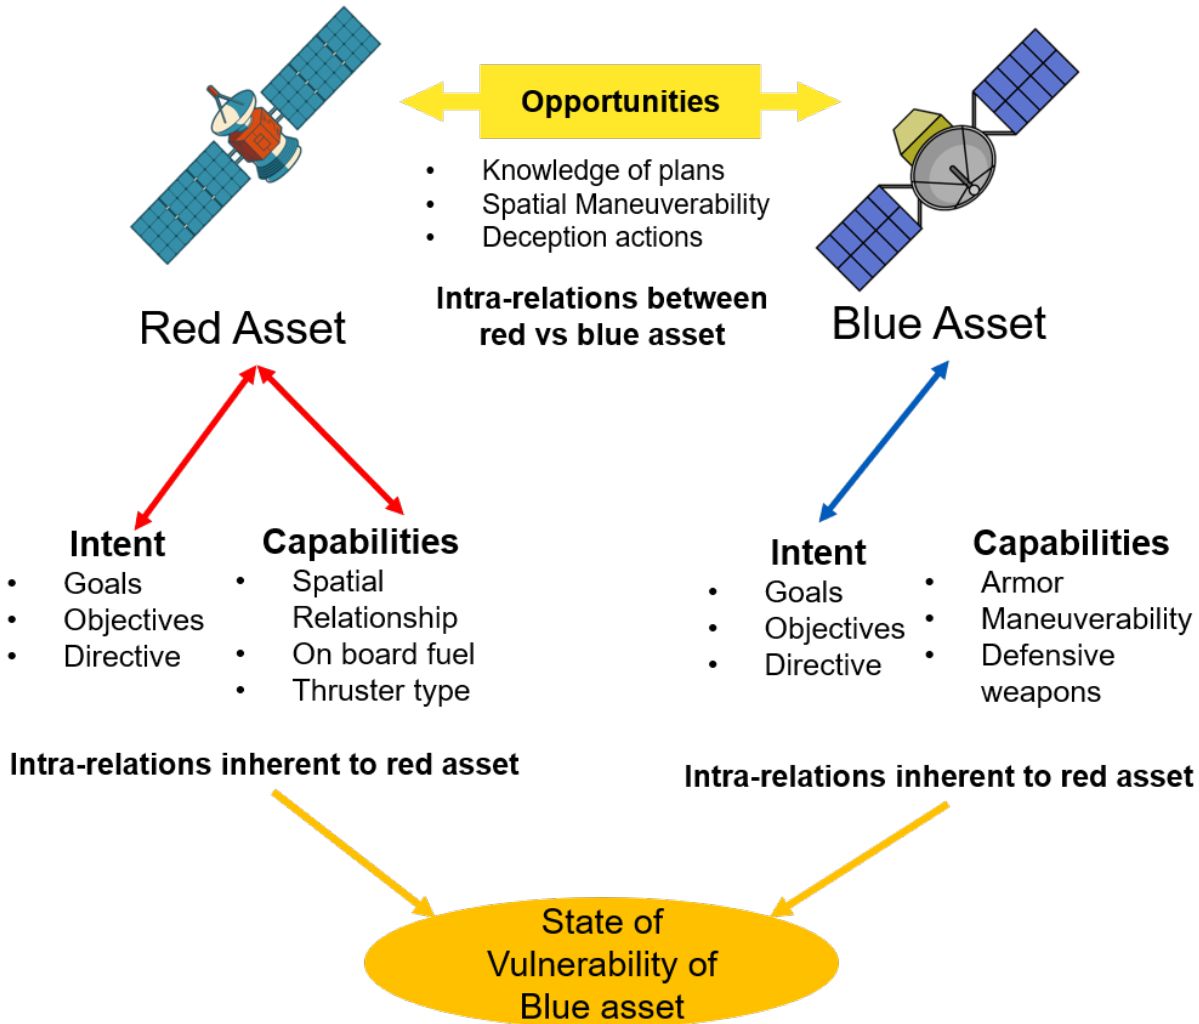 Opportunities
• Knowledge of plans
• Spatial Maneuverability
• Deception actions
Intra-relations between
red vs blue asset
Red Asset
Blue Asset
Intent
• Goals
• Objectives
• Directive
Capabilities
• Spatial
Relationship
• On board fuel
• Thruster type
Intent
• Goals
• Objectives
• Directive
Capabilities
• Armor
• Maneuverability
• Defensive
weapons
Intra-relations inherent to red asset
Intra-relations inherent to red asset
State of
Vulnerability of
Blue asset